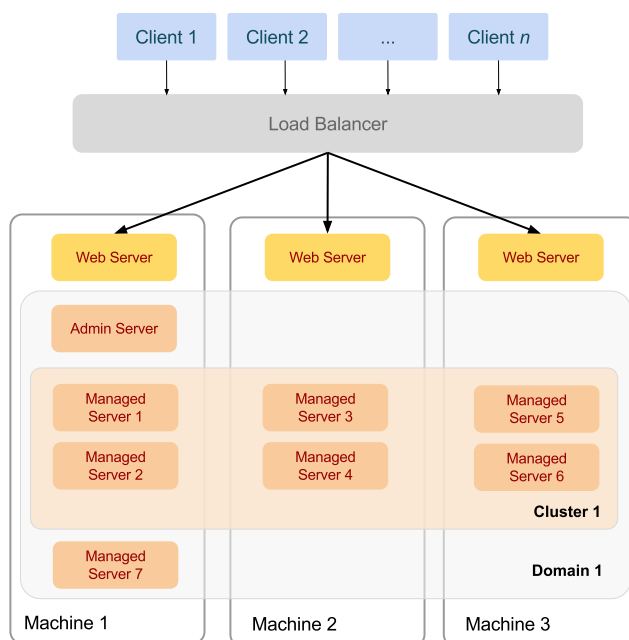 Client 1
Client 2
...
Client n
Load Balancer
Web Server
Web Server
Web Server
Admin Server
Managed
Server 1
Managed
Server 3
Managed
Server 5
Managed
Server 2
Managed
Server 4
Managed
Server 6
Cluster 1
Managed
Server 7
Domain 1
Machine 1
Machine 2
Machine 3